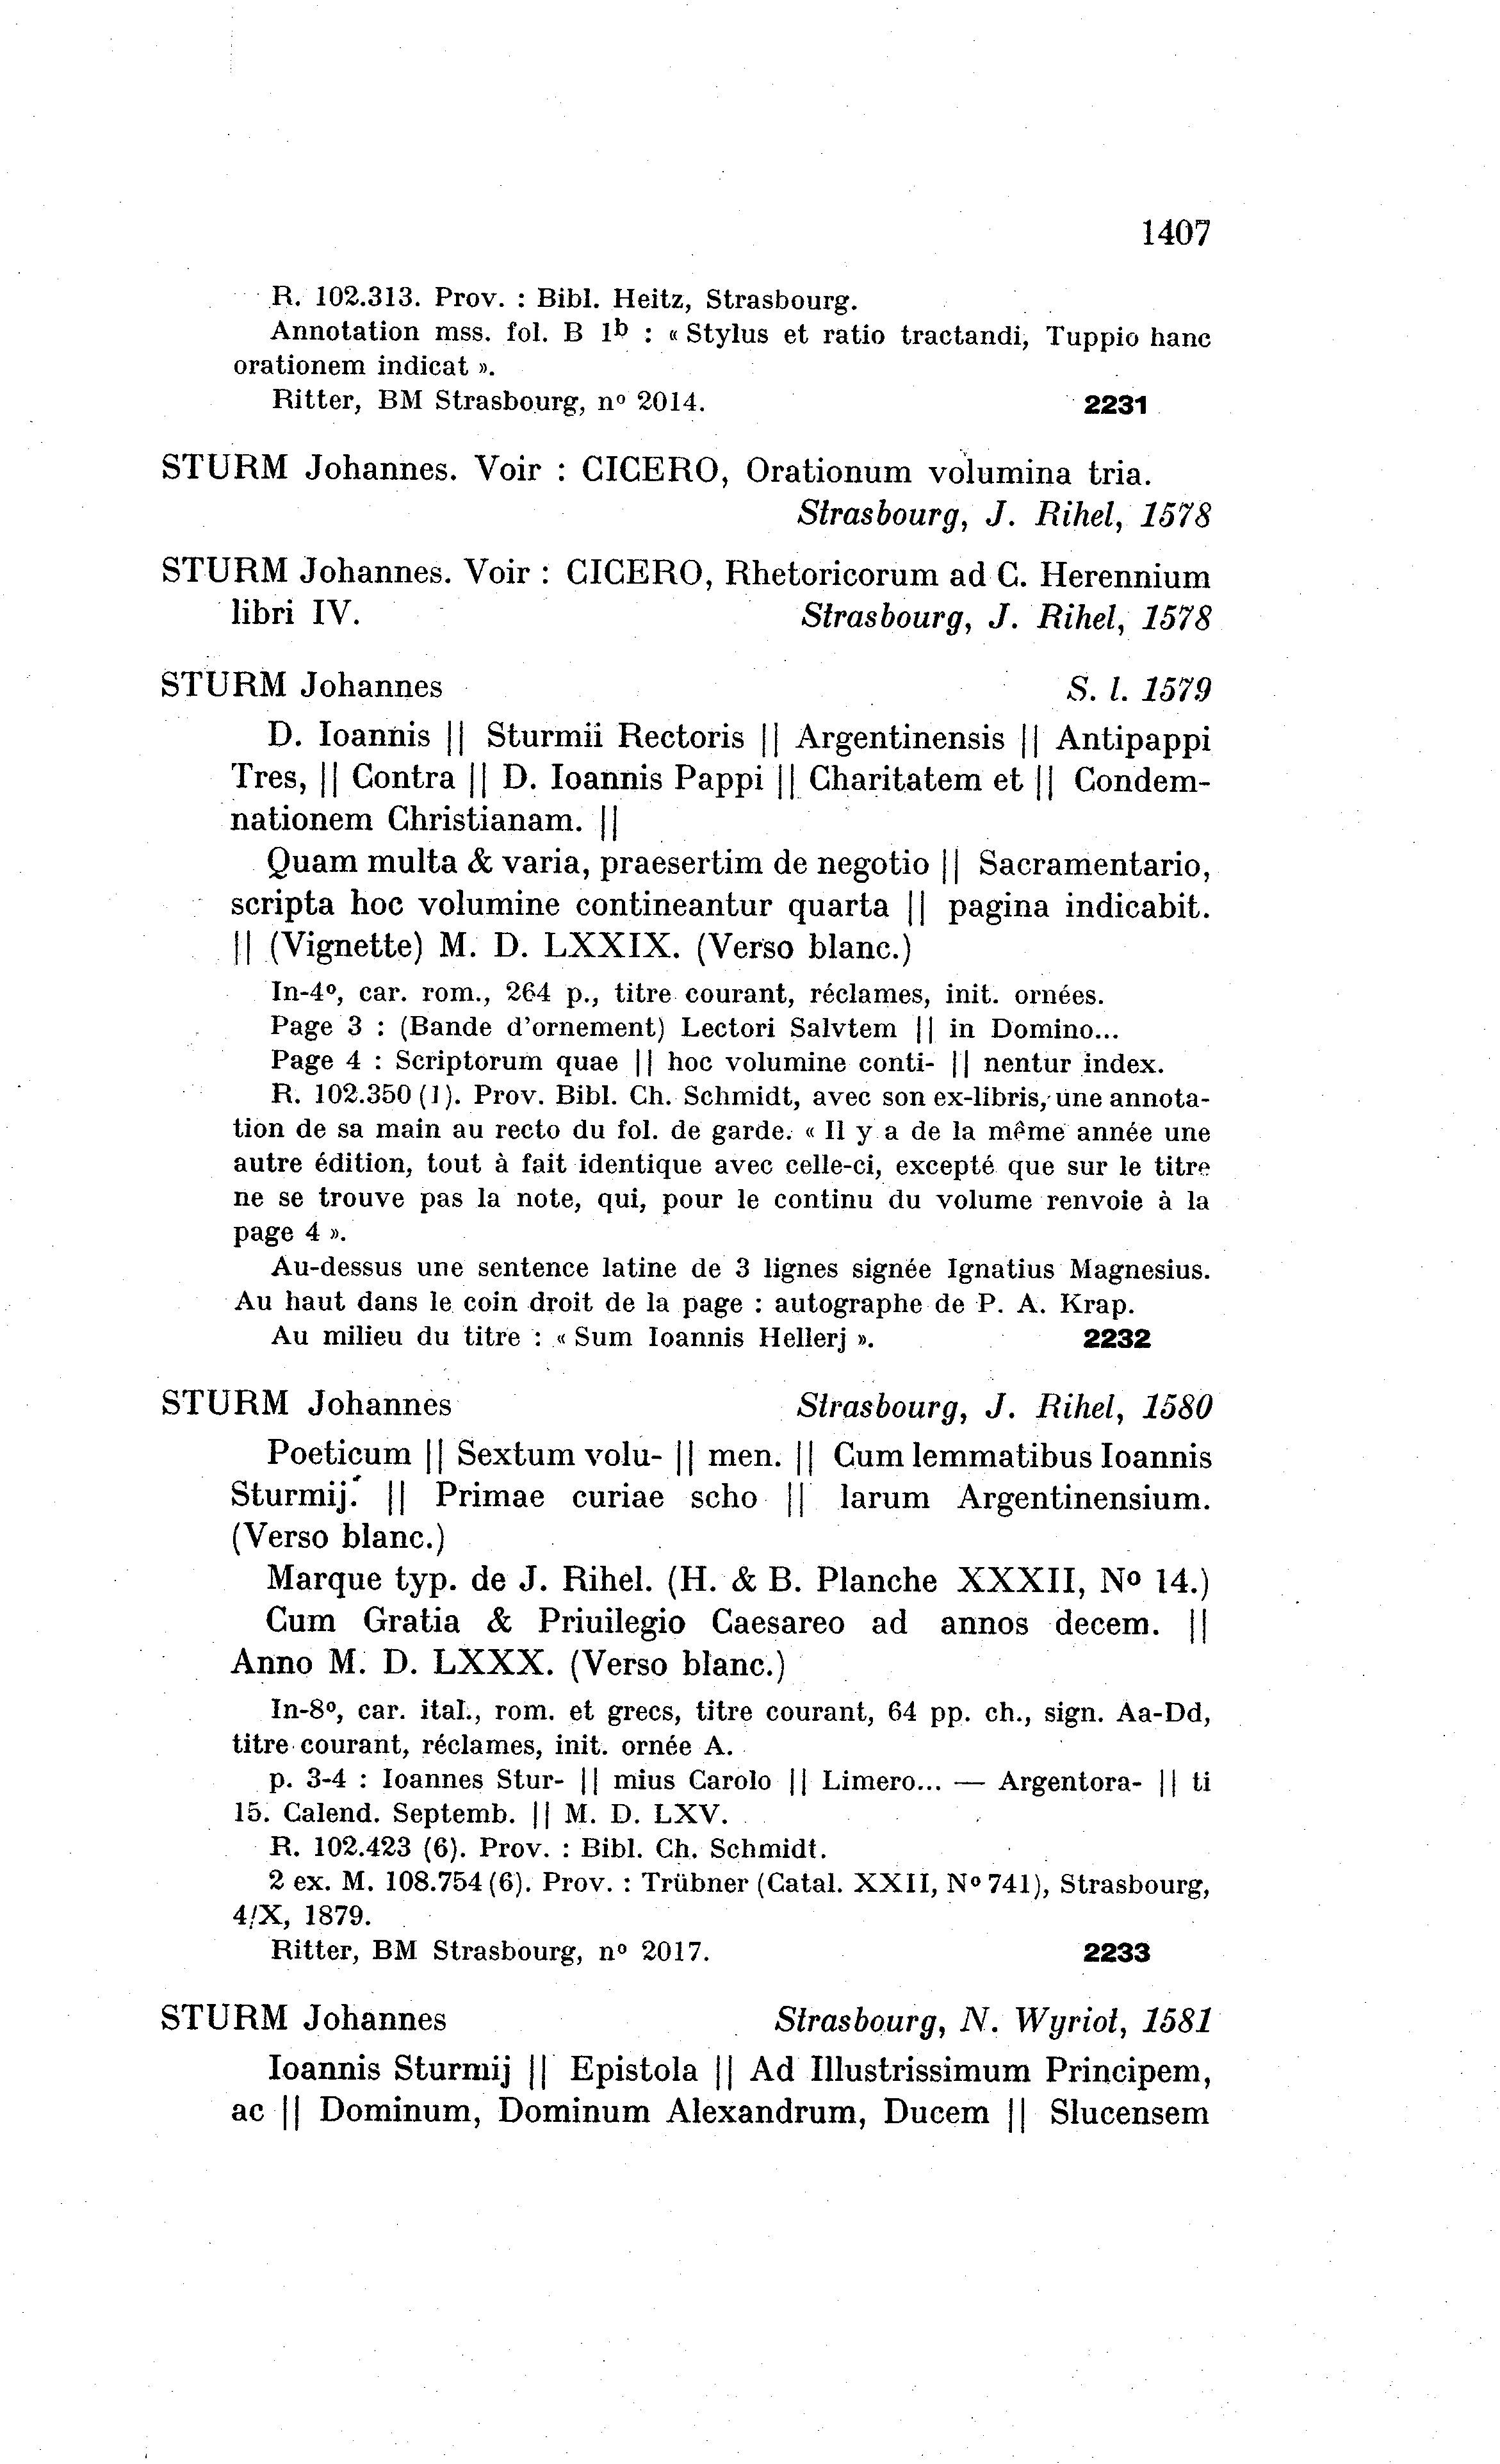 1407
R. 102.313. Prov. : Bibl. Heitz, Strasbourg.
Annotation mss. fol. B 1b : « Stylus et ratio tractandi, Tuppio hanc
orationem indicat ».
Ritter, BM Strasbourg, nº 2014. 2231
STURM Johannes. Voir : CICERO, Orationum volumina tria.
Strasbourg, J. Rihel, 1578
STURM Johannes. Voir : CICERO, Rhetoricorum ad C. Herennium
libri IV. Strasbourg, J. Rihel, 1578
STURM Johannes S. l. 1579
D. Ioannis || Sturmii Rectoris || Argentinensis || Antipappi
Tres, || Contra || D. Ioannis Pappi || Charitatem et || Condem-
nationem Christianam. ||
Quam multa & varia, praesertim de negotio || Sacramentario,
scripta hoc volumine contineantur quarta || pagina indicabit.
|| (Vignette) M. D. LXXIX. (Verso blanc.)
In-4º, car. rom., 264 p., titre courant, réclames, init. ornées.
Page 3 : (Bande d'ornement) Lectori Salvtem || in Domino...
Page 4 : Scriptorum quae || hoc volumine conti- || nentur index.
R. 102.350 (1). Prov. Bibl. Ch. Schmidt, avec son ex-libris, une annota-
tion de sa main au recto du fol. de garde. « Il y a de la même année une
autre édition, tout à fait identique avec celle-ci, excepté que sur le titre
ne se trouve pas la note, qui, pour le continu du volume renvoie à la
page 4 ».
Au-dessus une sentence latine de 3 lignes signée Ignatius Magnesius.
Au haut dans le coin droit de la page : autographe de P. A. Krap.
Au milieu du titre : « Sum Ioannis Hellerj ». 2232
STURM Johannes Strasbourg, J. Rihel, 1580
Poeticum || Sextum volu- || men. || Cum lemmatibus Ioannis
Sturmij. || Primae curiae scho || larum Argentinensium.
(Verso blanc.)
Marque typ. de J. Rihel. (H. & B. Planche XXXII, Nº 14.)
Cum Gratia & Priuilegio Caesareo ad annos decem. ||
Anno M. D. LXXX. (Verso blanc.)
In-8º, car. ital., rom. et grecs, titre courant, 64 pp. ch., sign. Aa-Dd,
titre courant, réclames, init. ornée A.
p. 3-4 : Ioannes Stur- || mius Carolo || Limero... — Argentora- || ti
15. Calend. Septemb. || M. D. LXV.
R. 102.423 (6). Prov. : Bibl. Ch. Schmidt.
2 ex. M. 108.754 (6). Prov. : Trübner (Catal. XXII, Nº 741), Strasbourg,
4/X, 1879.
Ritter, BM Strasbourg, nº 2017. 2233
STURM Johannes Strasbourg, N. Wyriot, 1581
Ioannis Sturmij || Epistola || Ad Illustrissimum Principem,
ac || Dominum, Dominum Alexandrum, Ducem || Slucensem